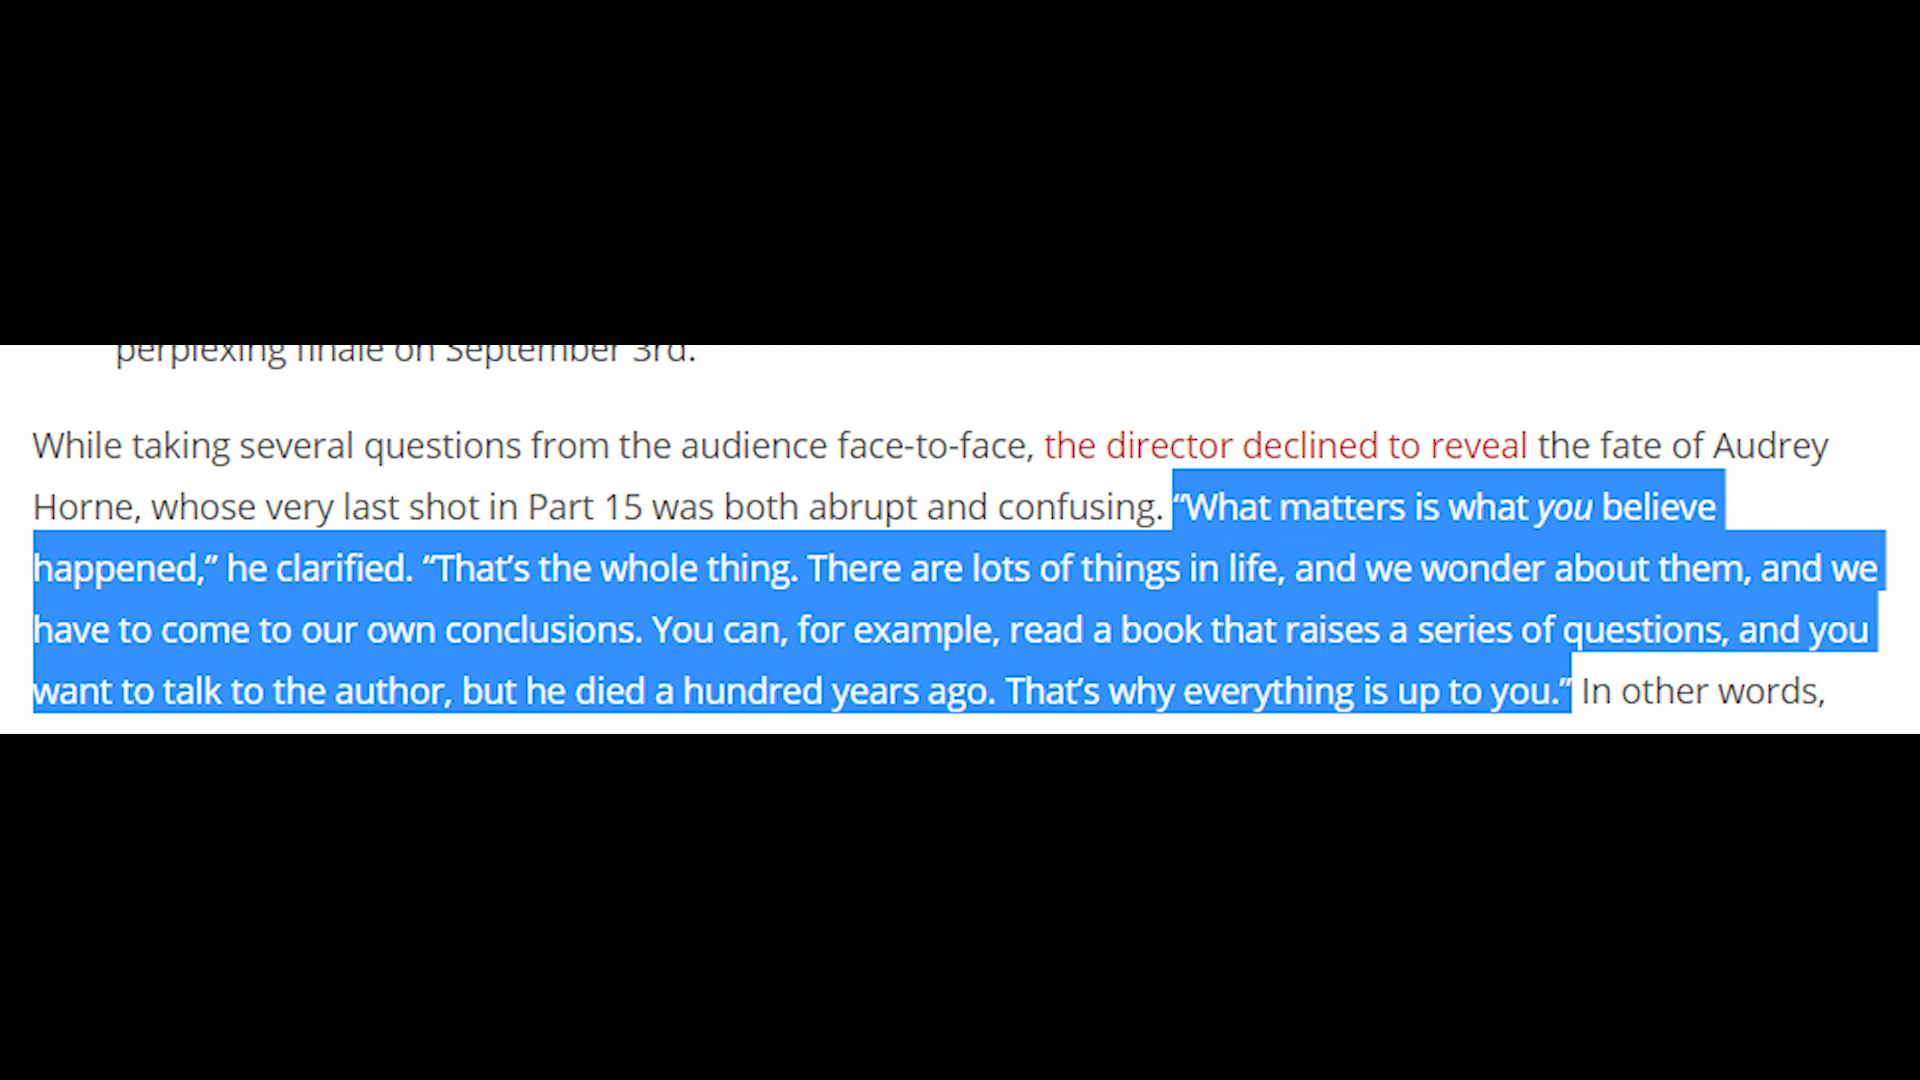 perplexing finale on September 3rd.
While taking several questions from the audience face-to-face, the director declined to reveal the fate of Audrey
Horne, whose very last shot in Part 15 was both abrupt and confusing. “What matters is what you believe
happened,” he clarified. “That’s the whole thing. There are lots of things in life, and we wonder about them, and we
have to come to our own conclusions. You can, for example, read a book that raises a series of questions, and you
want to talk to the author, but he died a hundred years ago. That’s why everything is up to you.” In other words,